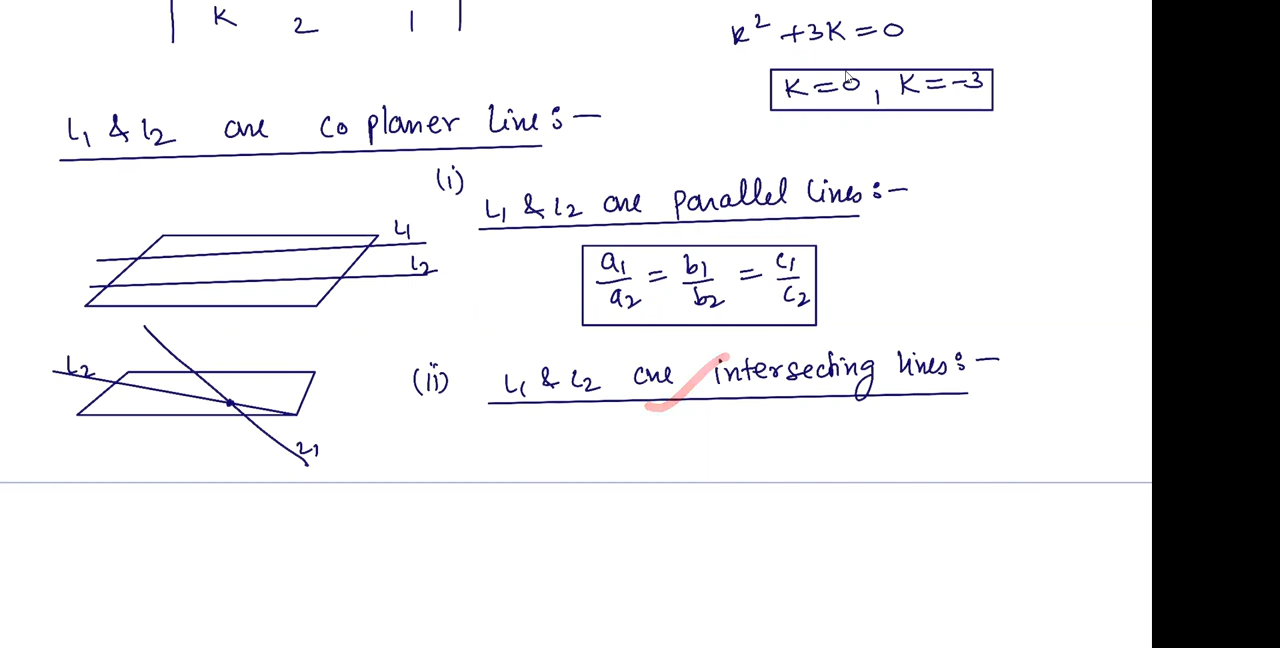 | K 2 1 |
K² + 3K = 0
K = 0, K = -3
L₁ & L₂ are co planer line :-
(i) L₁ & L₂ are parallel lines :-
L₁
L₂
a₁/a₂ = b₁/b₂ = c₁/c₂
L₂
(ii) L₁ & L₂ are intersecting lines :-
L₁